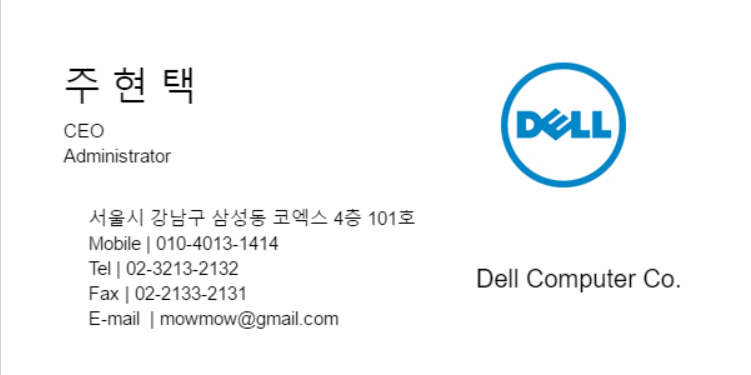 주 현 택
CEO
Administrator
DELL
서울시 강남구 삼성동 코엑스 4층 101호
Mobile | 010-4013-1414
Tel | 02-3213-2132
Fax | 02-2133-2131
E-mail | mowmow@gmail.com
Dell Computer Co.